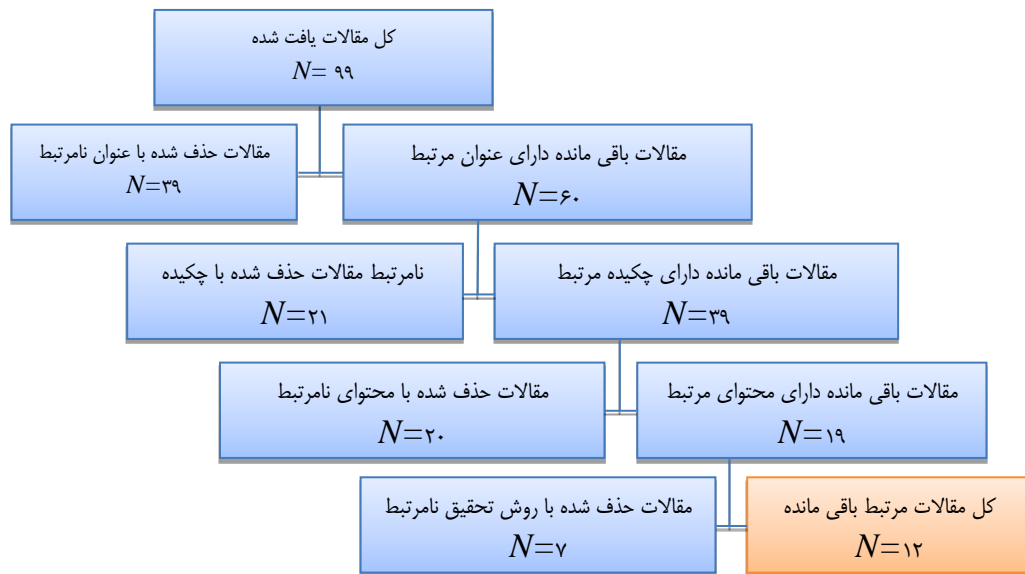 کل مقالات یافت شده
N= ۹۹
مقالات باقی مانده دارای عنوان مرتبط
N=۶۰
مقالات حذف شده با عنوان نامرتبط
N=۳۹
مقالات باقی مانده دارای چکیده مرتبط
N=۳۹
نامرتبط مقالات حذف شده با چکیده
N=۲۱
مقالات باقی مانده دارای محتوای مرتبط
N=۱۹
مقالات حذف شده با محتوای نامرتبط
N=۲۰
کل مقالات مرتبط باقی مانده
N=۱۲
مقالات حذف شده با روش تحقیق نامرتبط
N=۷